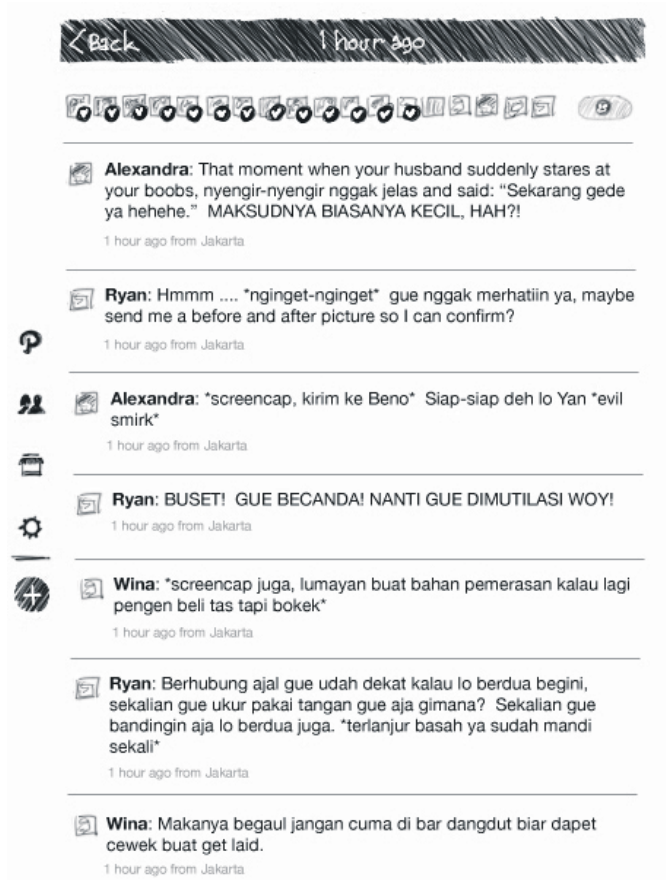 < Back
1 hour ago
Alexandra: That moment when your husband suddenly stares at
your boobs, nyengir-nyengir nggak jelas and said: “Sekarang gede
ya hehehe.” MAKSUDNYA BIASANYA KECIL, HAH?!
1 hour ago from Jakarta
Ryan: Hmmm .... *nginget-nginget* gue nggak merhatiin ya, maybe
send me a before and after picture so I can confirm?
1 hour ago from Jakarta
Alexandra: *screencap, kirim ke Beno* Siap-siap deh lo Yan *evil
smirk*
1 hour ago from Jakarta
Ryan: BUSET! GUE BECANDA! NANTI GUE DIMUTILASI WOY!
1 hour ago from Jakarta
Wina: *screencap juga, lumayan buat bahan pemerasan kalau lagi
pengen beli tas tapi bokek*
1 hour ago from Jakarta
Ryan: Berhubung ajal gue udah dekat kalau lo berdua begini,
sekalian gue ukur pakai tangan gue aja gimana? Sekalian gue
bandingin aja lo berdua juga. *terlanjur basah ya sudah mandi
sekali*
1 hour ago from Jakarta
Wina: Makanya begaul jangan cuma di bar dangdut biar dapet
cewek buat get laid.
1 hour ago from Jakarta